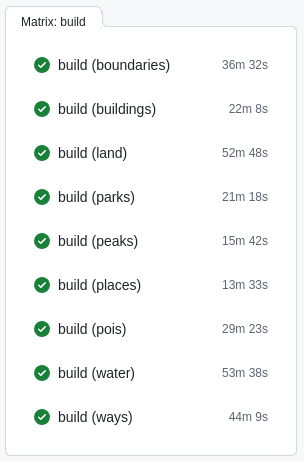 Matrix: build
build (boundaries) 36m 32s
build (buildings) 22m 8s
build (land) 52m 48s
build (parks) 21m 18s
build (peaks) 15m 42s
build (places) 13m 33s
build (pois) 29m 23s
build (water) 53m 38s
build (ways) 44m 9s